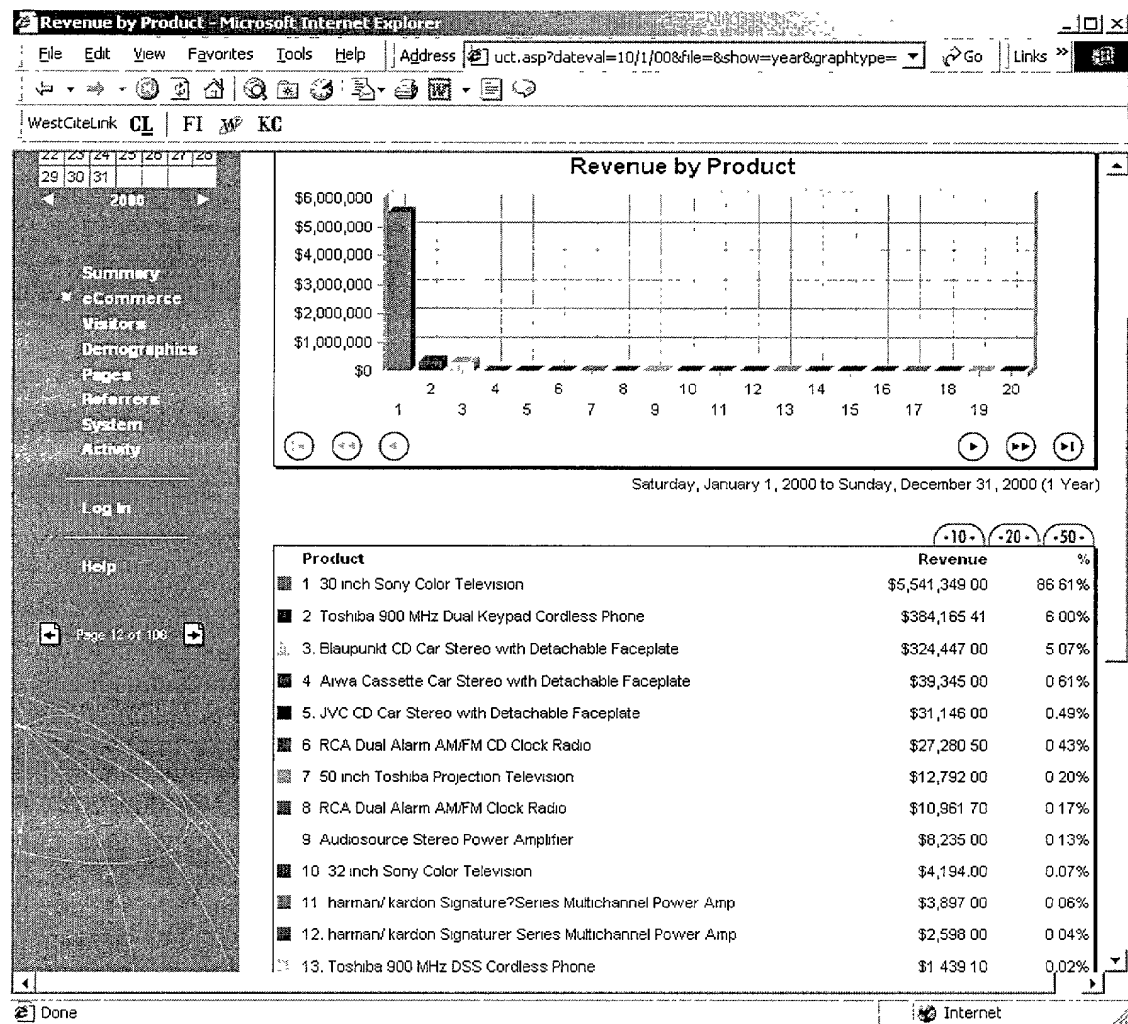 Revenue by Product - Microsoft Internet Explorer
File Edit View Favorites Tools Help Address uct.asp?dateval=10/1/00&file=&show=year&graphtype= Go Links »
WestCiteLink CL FI KC
22 23 24 25 26 27 28
29 30 31
2000
Summary
eCommerce
Visitors
Demographics
Pages
Referrers
System
Activity
Log In
Help
Page 12 of 108
Revenue by Product
$6,000,000
$5,000,000
$4,000,000
$3,000,000
$2,000,000
$1,000,000
$0
2 4 6 8 10 12 14 16 18 20
1 3 5 7 9 11 13 15 17 19
Saturday, January 1, 2000 to Sunday, December 31, 2000 (1 Year)
-10- -20- -50-
Product Revenue %
1 30 inch Sony Color Television $5,541,349 00 86 61%
2 Toshiba 900 MHz Dual Keypad Cordless Phone $384,165 41 6 00%
3. Blaupunkt CD Car Stereo with Detachable Faceplate $324,447 00 5 07%
4 Aiwa Cassette Car Stereo with Detachable Faceplate $39,345 00 0 61%
5. JVC CD Car Stereo with Detachable Faceplate $31,146 00 0.49%
6 RCA Dual Alarm AM/FM CD Clock Radio $27,280 50 0 43%
7 50 inch Toshiba Projection Television $12,792 00 0 20%
8 RCA Dual Alarm AM/FM Clock Radio $10,961 70 0 17%
9 Audiosource Stereo Power Amplifier $8,235 00 0 13%
10 32 inch Sony Color Television $4,194.00 0.07%
11 harman/ kardon Signature?Series Multichannel Power Amp $3,897 00 0 06%
12. harman/ kardon Signaturer Series Multichannel Power Amp $2,598 00 0 04%
13. Toshiba 900 MHz DSS Cordless Phone $1 439 10 0.02%
Done Internet